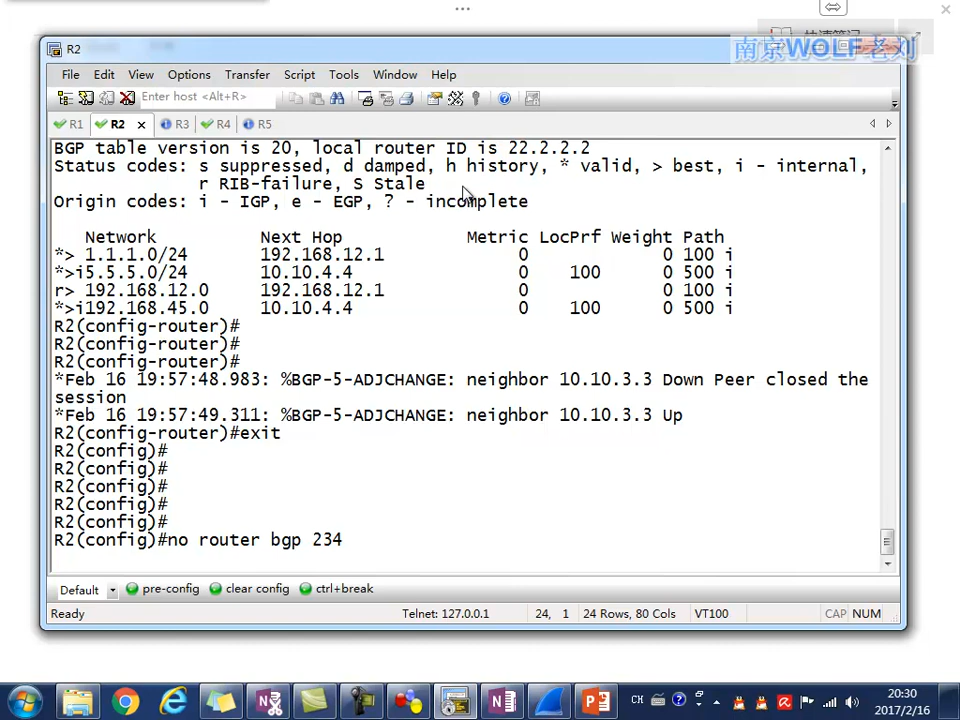 R2
南京WOLF老刘
File Edit View Options Transfer Script Tools Window Help
Enter host <Alt+R>
R1 R2 x R3 R4 R5
BGP table version is 20, local router ID is 22.2.2.2
Status codes: s suppressed, d damped, h history, * valid, > best, i - internal,
r RIB-failure, S Stale
Origin codes: i - IGP, e - EGP, ? - incomplete
Network Next Hop Metric LocPrf Weight Path
*> 1.1.1.0/24 192.168.12.1 0 0 100 i
*>i5.5.5.0/24 10.10.4.4 0 100 0 500 i
r> 192.168.12.0 192.168.12.1 0 0 100 i
*>i192.168.45.0 10.10.4.4 0 100 0 500 i
R2(config-router)#
R2(config-router)#
R2(config-router)#
*Feb 16 19:57:48.983: %BGP-5-ADJCHANGE: neighbor 10.10.3.3 Down Peer closed the
session
*Feb 16 19:57:49.311: %BGP-5-ADJCHANGE: neighbor 10.10.3.3 Up
R2(config-router)#exit
R2(config)#
R2(config)#
R2(config)#
R2(config)#
R2(config)#
R2(config)#no router bgp 234
Default pre-config clear config ctrl+break
Ready Telnet: 127.0.0.1 24, 1 24 Rows, 80 Cols VT100 CAP NUM
CH 20:30
2017/2/16